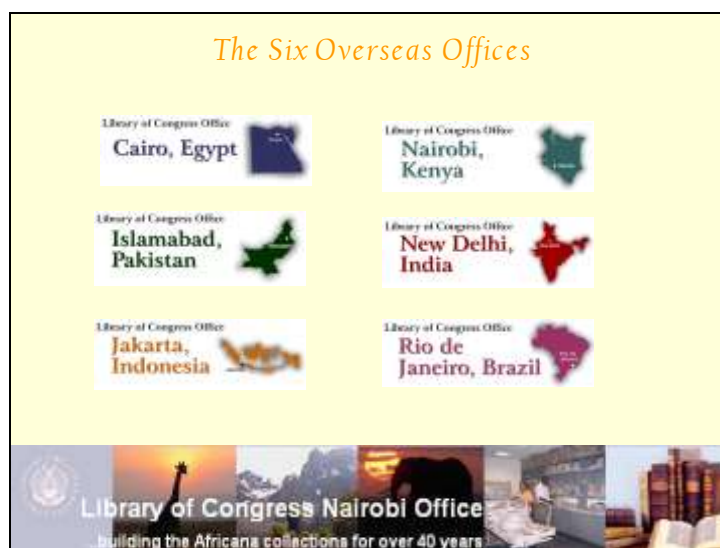 The Six Overseas Offices
Library of Congress Office
Cairo, Egypt
Library of Congress Office
Nairobi,
Kenya
Library of Congress Office
Islamabad,
Pakistan
Library of Congress Office
New Delhi,
India
Library of Congress Office
Jakarta,
Indonesia
Library of Congress Office
Rio de
Janeiro, Brazil
Library of Congress Nairobi Office
building the Africana collections for over 40 years